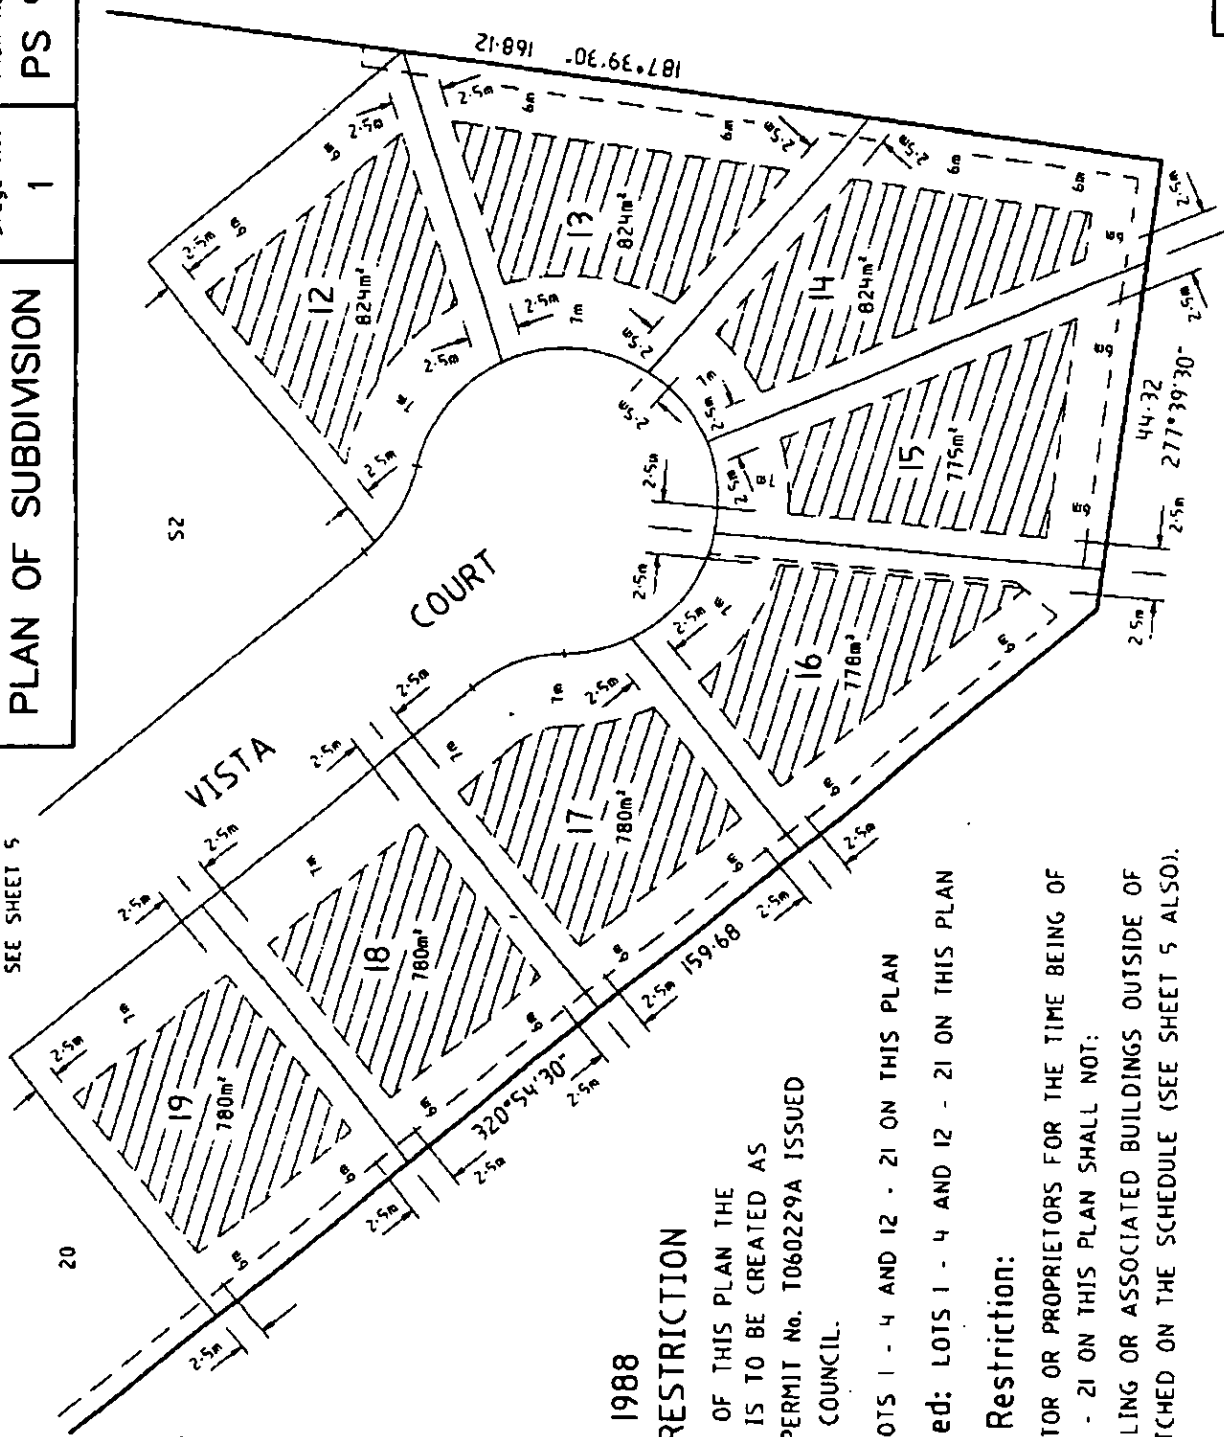 PLAN OF SUBDIVISION
1
PS
SEE SHEET 5
S2
20
VISTA
COURT
187°39'30" 168·12
12
824m²
13
824m²
14
824m²
15
775m²
16
778m²
17
780m²
18
780m²
19
780m²
2·5m
6m
7m
44·32
277°39'30"
159·68
320°54'30"
1988
RESTRICTION
OF THIS PLAN THE
IS TO BE CREATED AS
PERMIT No. T060229A ISSUED
COUNCIL.
OTS 1 - 4 AND 12 - 21 ON THIS PLAN
ed: LOTS 1 - 4 AND 12 - 21 ON THIS PLAN
Restriction:
TOR OR PROPRIETORS FOR THE TIME BEING OF
- 21 ON THIS PLAN SHALL NOT:
LING OR ASSOCIATED BUILDINGS OUTSIDE OF
TCHED ON THE SCHEDULE (SEE SHEET 5 ALSO).